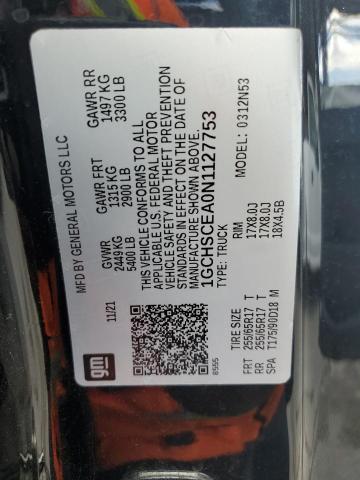 gm
MFD BY GENERAL MOTORS LLC
11/21
GVWR GAWR FRT GAWR RR
2449 KG 1315 KG 1497 KG
5400 LB 2900 LB 3300 LB
THIS VEHICLE CONFORMS TO ALL
APPLICABLE U.S. FEDERAL MOTOR
VEHICLE SAFETY AND THEFT PREVENTION
STANDARDS IN EFFECT ON THE DATE OF
MANUFACTURE SHOWN ABOVE.
1GCHSCEA0N1127753
TYPE: TRUCK MODEL: 0312N53
8555
TIRE SIZE RIM
FRT 255/65R17 T 17X8.0J
RR 255/65R17 T 17X8.0J
SPA T175/90D18 M 18X4.5B